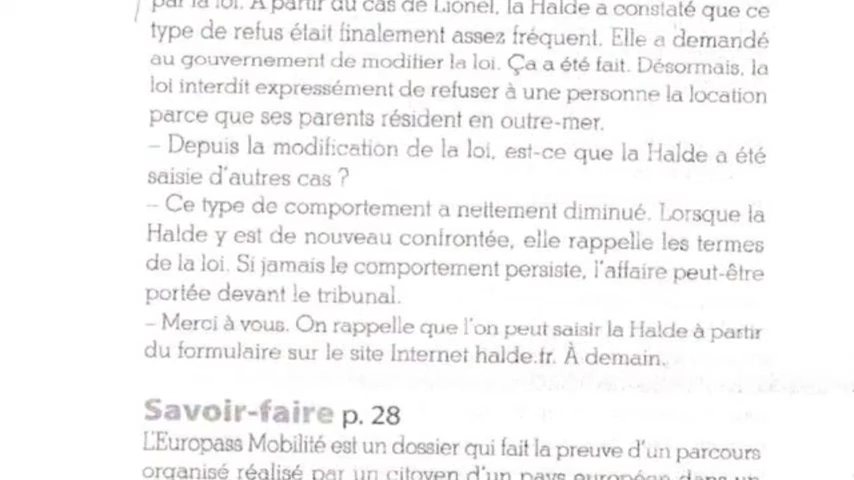 par la loi. À partir du cas de Lionel, la Halde a constaté que ce
type de refus était finalement assez fréquent. Elle a demandé
au gouvernement de modifier la loi. Ça a été fait. Désormais, la
loi interdit expressément de refuser à une personne la location
parce que ses parents résident en outre-mer.
– Depuis la modification de la loi, est-ce que la Halde a été
saisie d'autres cas ?
– Ce type de comportement a nettement diminué. Lorsque la
Halde y est de nouveau confrontée, elle rappelle les termes
de la loi. Si jamais le comportement persiste, l'affaire peut-être
portée devant le tribunal.
– Merci à vous. On rappelle que l'on peut saisir la Halde à partir
du formulaire sur le site Internet halde.fr. À demain.
Savoir-faire p. 28
L'Europass Mobilité est un dossier qui fait la preuve d'un parcours
organisé réalisé par un citoyen d'un pays européen dans un